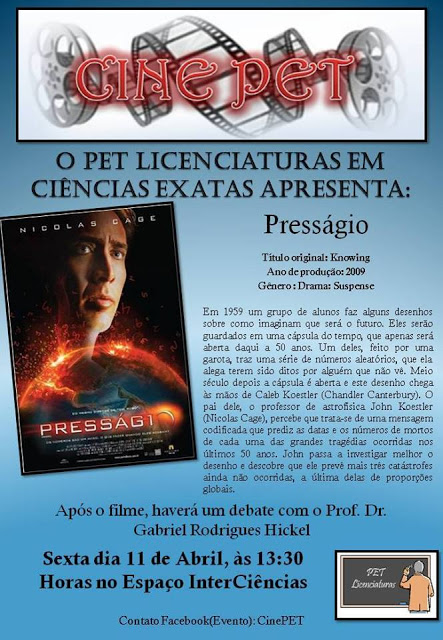 CINE PET
O PET LICENCIATURAS EM
CIÊNCIAS EXATAS APRESENTA:
NICOLAS CAGE
PRESSÁGIO
Presságio
Título original: Knowing
Ano de produção: 2009
Gênero : Drama: Suspense
Em 1959 um grupo de alunos faz alguns desenhos
sobre como imaginam que será o futuro. Eles serão
guardados em uma cápsula do tempo, que apenas será
aberta daqui a 50 anos. Um deles, feito por uma
garota, traz uma série de números aleatórios, que ela
alega terem sido ditos por alguém que não vê. Meio
século depois a cápsula é aberta e este desenho chega
às mãos de Caleb Koestler (Chandler Canterbury). O
pai dele, o professor de astrofísica John Koestler
(Nicolas Cage), percebe que trata-se de uma mensagem
codificada que prediz as datas e os números de mortos
de cada uma das grandes tragédias ocorridas nos
últimos 50 anos. John passa a investigar melhor o
desenho e descobre que ele prevê mais três catástrofes
ainda não ocorridas, a última delas de proporções
globais.
Após o filme, haverá um debate com o Prof. Dr.
Gabriel Rodrigues Hickel
Sexta dia 11 de Abril, às 13:30
Horas no Espaço InterCiências
PET
Licenciaturas
Contato Facebook(Evento): CinePET